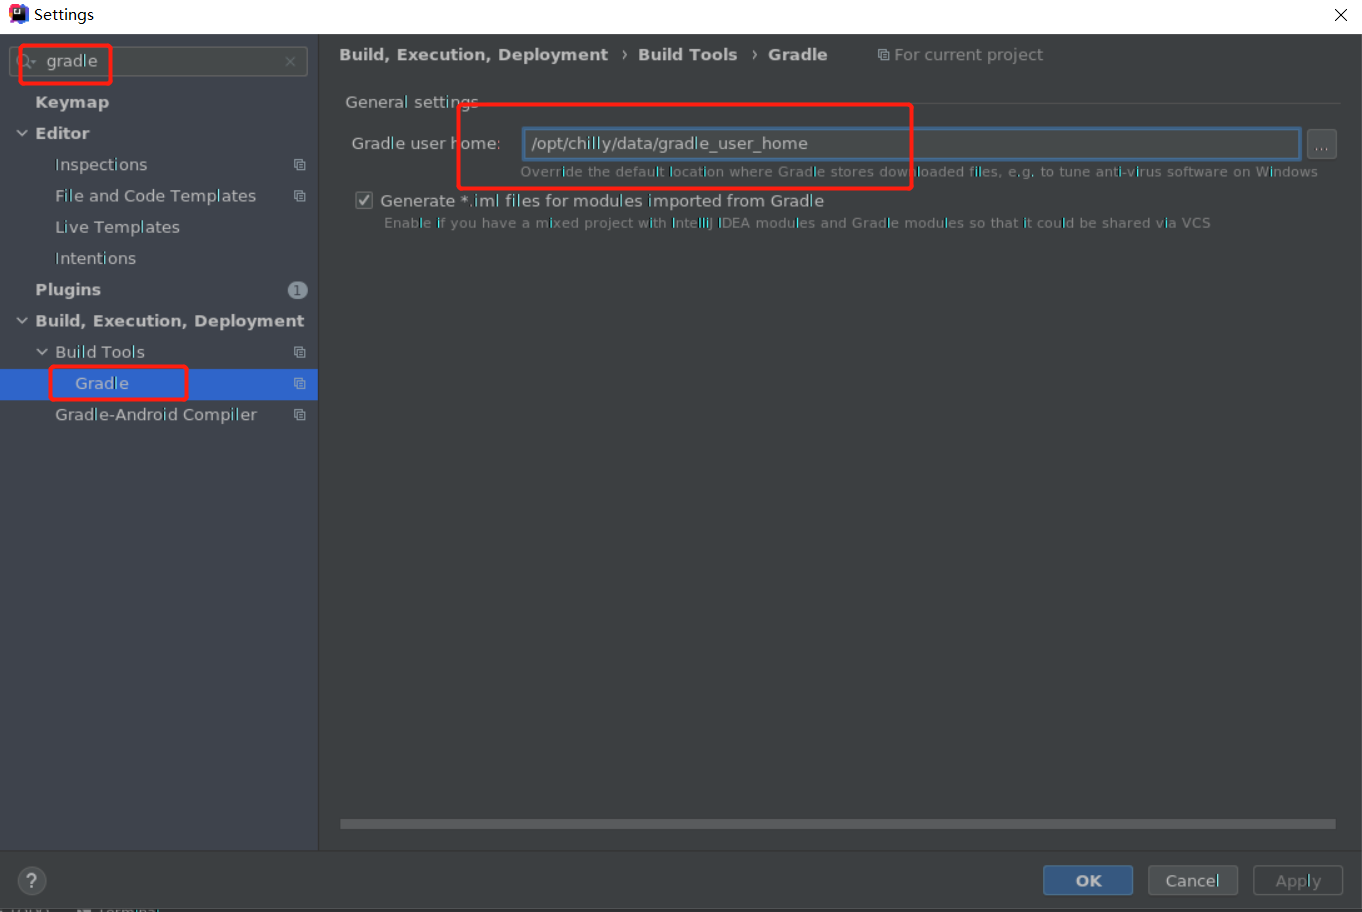 Settings
gradle
Keymap
Editor
Inspections
File and Code Templates
Live Templates
Intentions
Plugins 1
Build, Execution, Deployment
Build Tools
Gradle
Gradle-Android Compiler
Build, Execution, Deployment › Build Tools › Gradle For current project
General settings
Gradle user home: /opt/chilly/data/gradle_user_home ...
Override the default location where Gradle stores downloaded files, e.g. to tune anti-virus software on Windows
Generate *.iml files for modules imported from Gradle
Enable if you have a mixed project with IntelliJ IDEA modules and Gradle modules so that it could be shared via VCS
? OK Cancel Apply